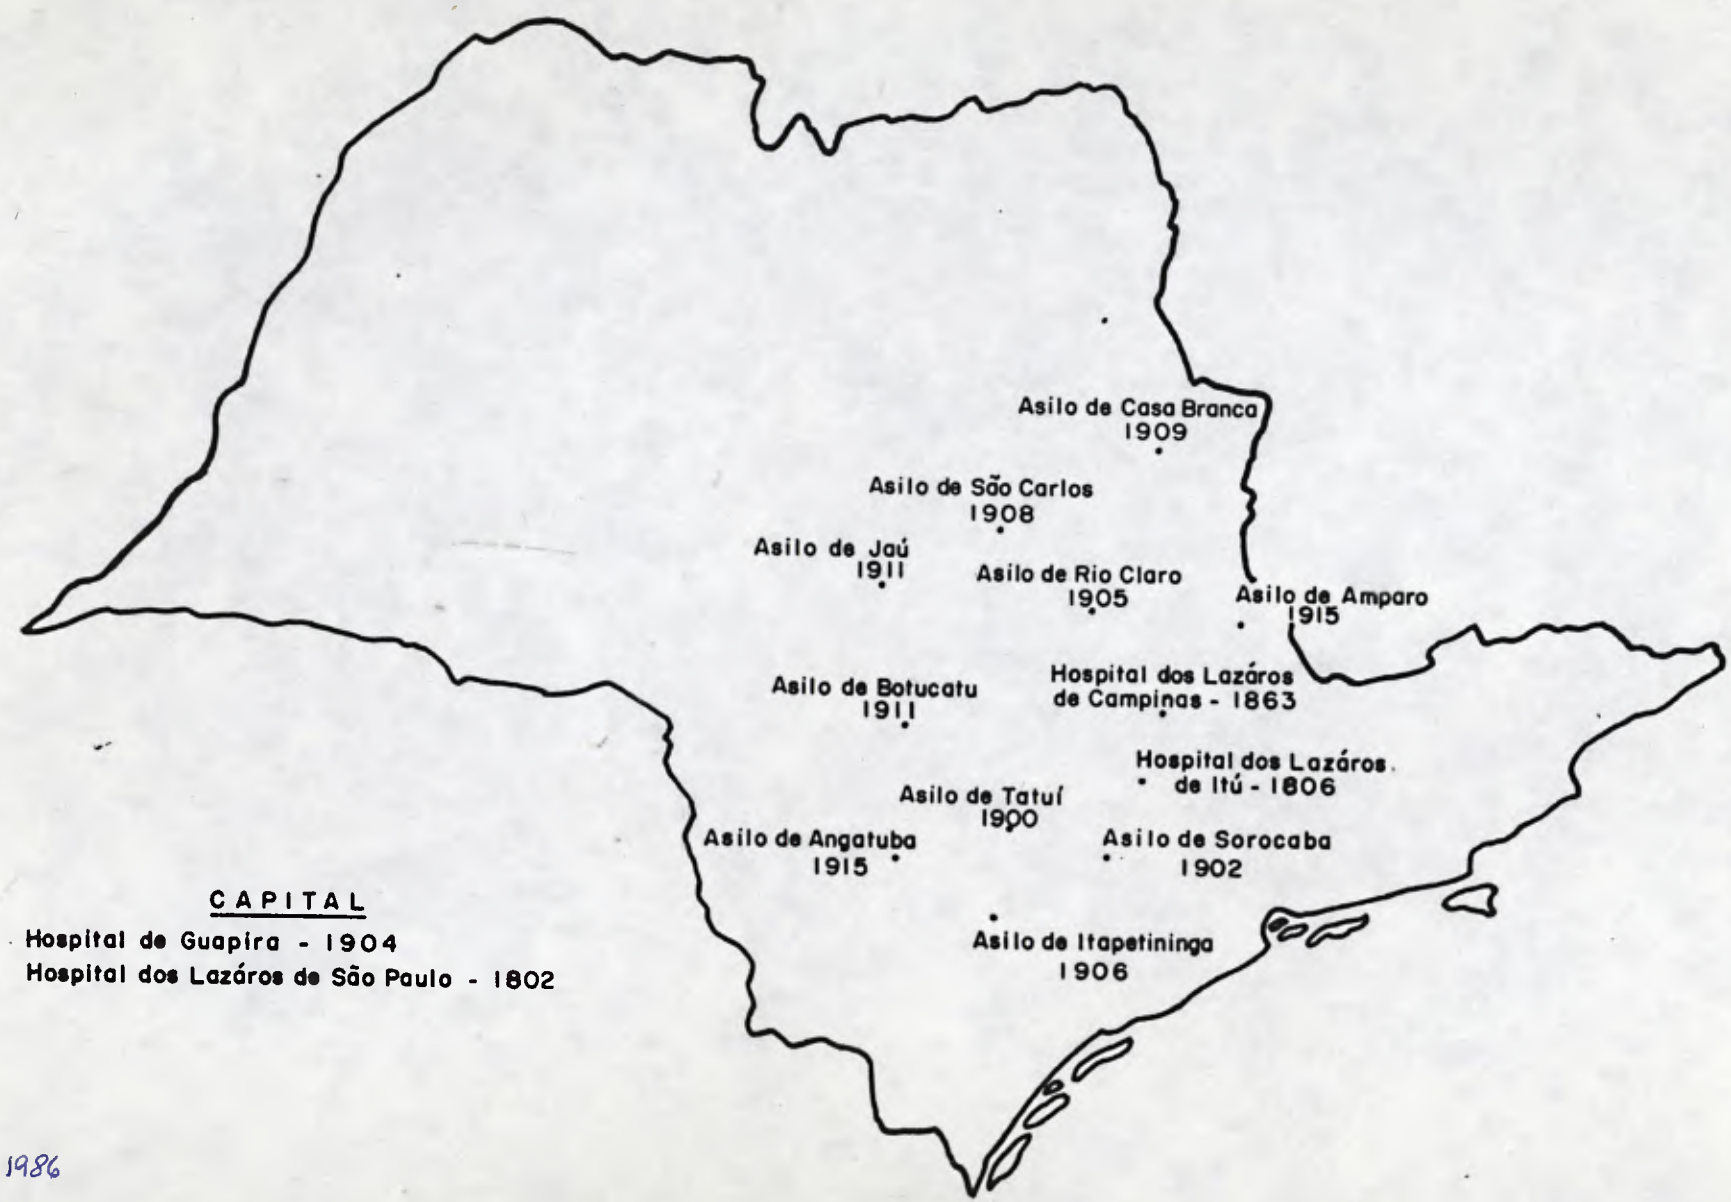 Asilo de Casa Branca
1909
Asilo de São Carlos
1908
Asilo de Jaú
1911
Asilo de Rio Claro
1905
Asilo de Amparo
1915
Hospital dos Lazáros
de Campinas - 1863
Asilo de Botucatu
1911
Hospital dos Lazáros
de Itú - 1806
Asilo de Tatuí
1900
Asilo de Angatuba
1915
Asilo de Sorocaba
1902
Asilo de Itapetininga
1906
CAPITAL
Hospital de Guapira - 1904
Hospital dos Lazáros de São Paulo - 1802
1986